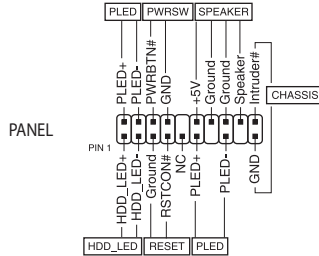 PLED PWRSW SPEAKER
PLED+
PLED-
PWRBTN#
GND
+5V
Ground
Ground
Speaker
Intruder#
CHASSIS
PANEL
PIN 1
HDD_LED+
HDD_LED-
Ground
RSTCON#
NC
PLED+
PLED-
GND
HDD_LED RESET PLED